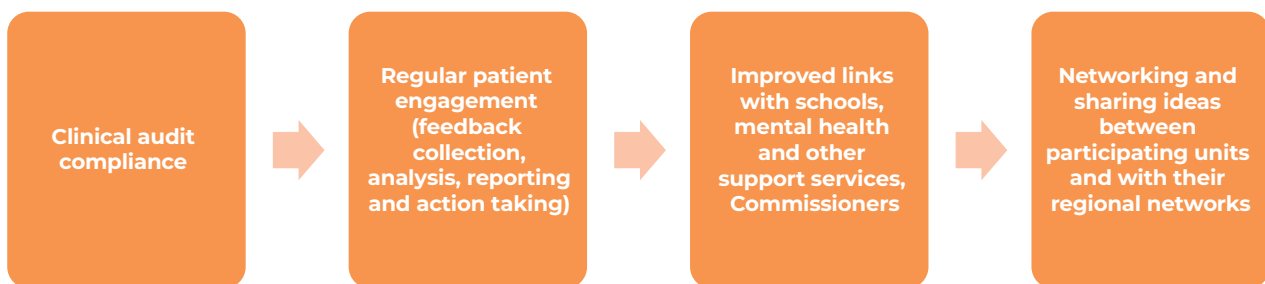 Clinical audit
compliance
Regular patient
engagement
(feedback
collection,
analysis, reporting
and action taking)
Improved links
with schools,
mental health
and other
support services,
Commissioners
Networking and
sharing ideas
between
participating units
and with their
regional networks